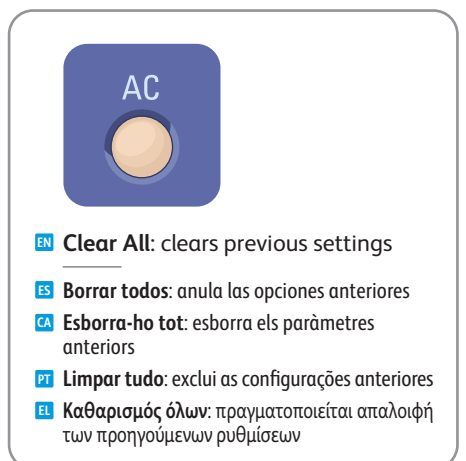 AC
EN Clear All: clears previous settings
ES Borrar todos: anula las opciones anteriores
CA Esborra-ho tot: esborra els paràmetres
anteriors
PT Limpar tudo: exclui as configurações anteriores
EL Καθαρισμός όλων: πραγματοποιείται απαλοιφή
των προηγούμενων ρυθμίσεων